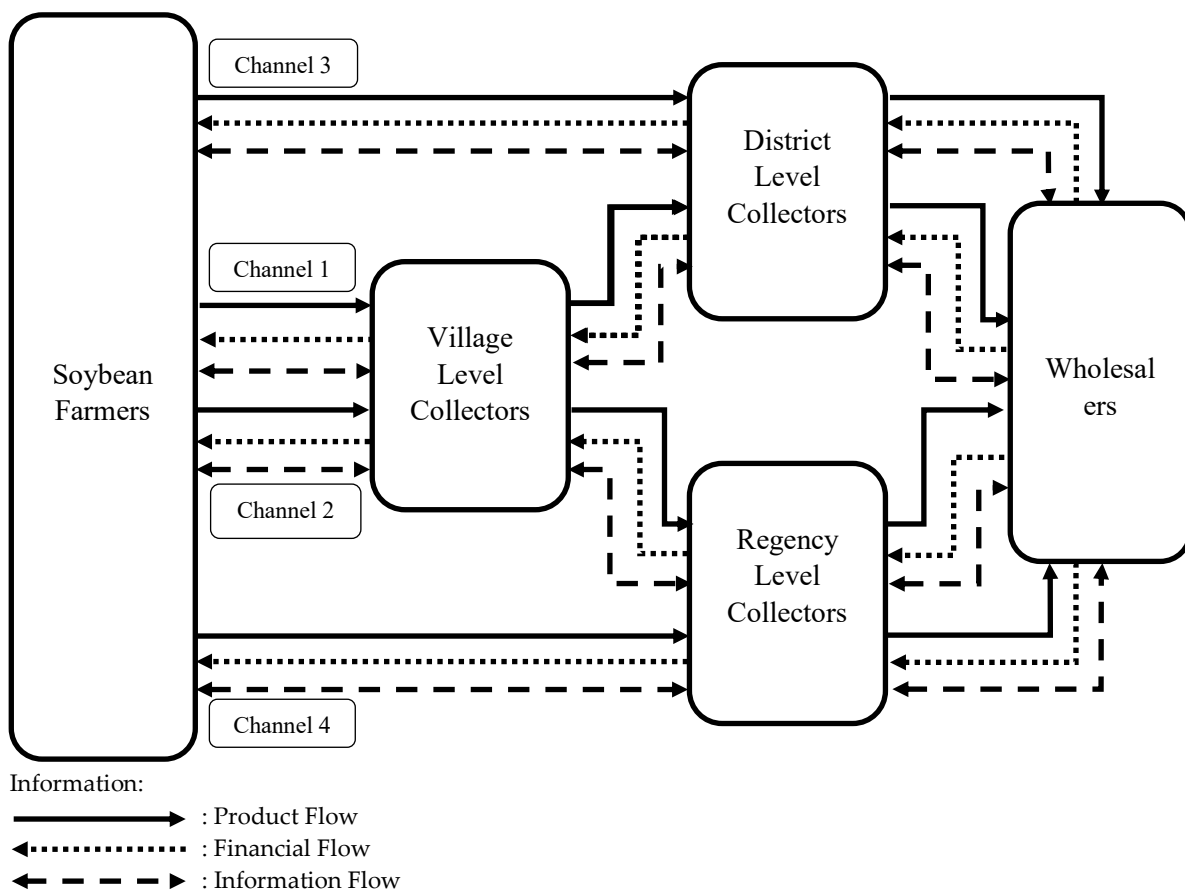 Channel 3
District
Level
Collectors
Channel 1
Village
Level
Collectors
Soybean
Farmers
Wholesal
ers
Channel 2
Regency
Level
Collectors
Channel 4
Information:
: Product Flow
: Financial Flow
: Information Flow